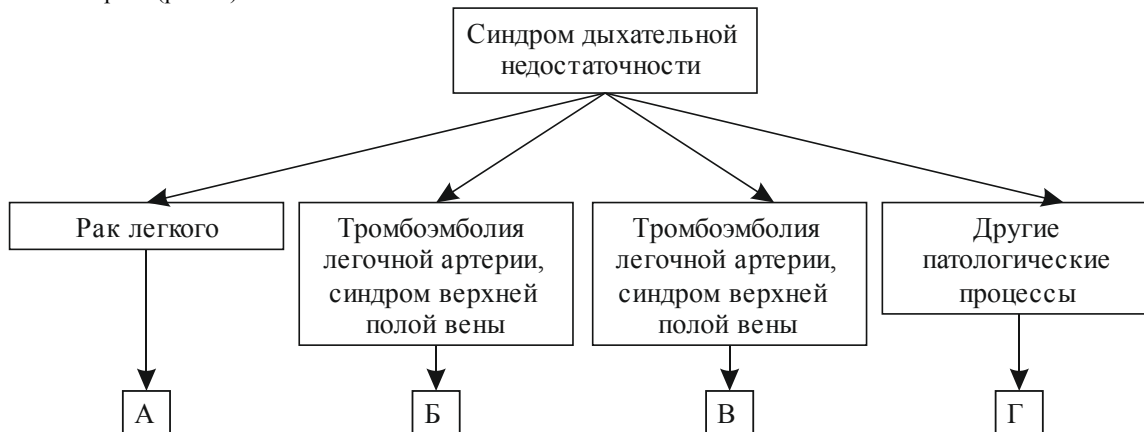 Синдром дыхательной
недостаточности
Рак легкого
Тромбоэмболия
легочной артерии,
синдром верхней
полой вены
Тромбоэмболия
легочной артерии,
синдром верхней
полой вены
Другие
патологические
процессы
А
Б
В
Г